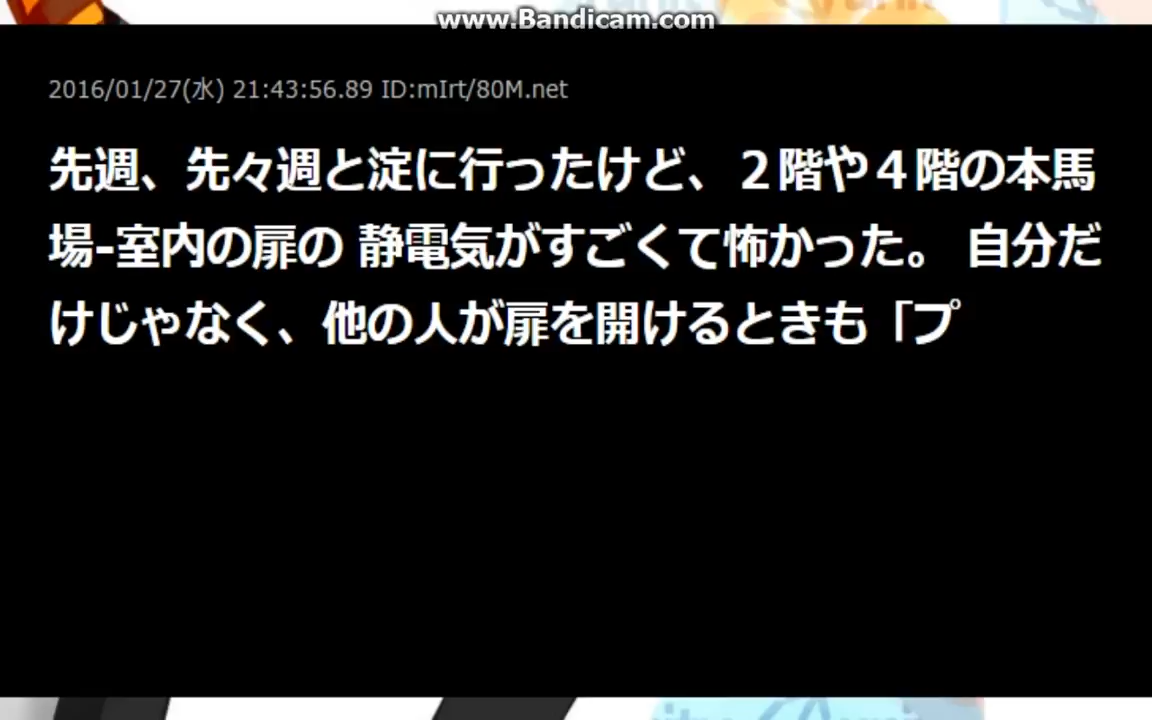 www.Bandicam.com
2016/01/27(水) 21:43:56.89 ID:mIrt/80M.net
先週、先々週と淀に行ったけど、２階や４階の本馬
場-室内の扉の 静電気がすごくて怖かった。 自分だ
けじゃなく、他の人が扉を開けるときも「プ